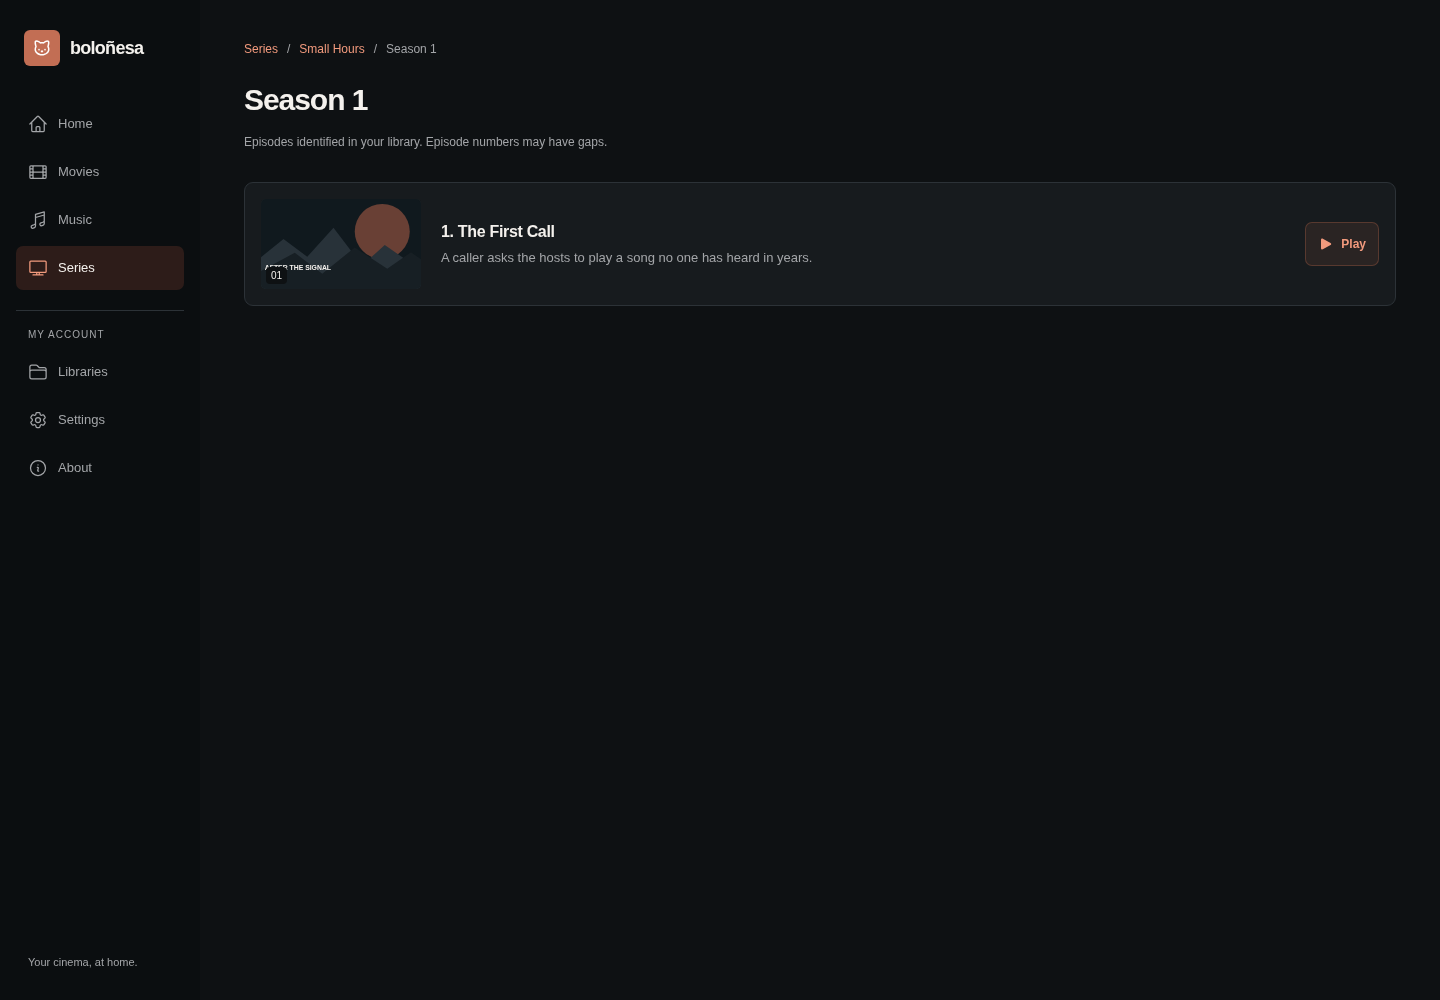 boloñesa
Home
Movies
Music
Series
MY ACCOUNT
Libraries
Settings
About
Your cinema, at home.
Series / Small Hours / Season 1
Season 1
Episodes identified in your library. Episode numbers may have gaps.
AFTER THE SIGNAL
01
1. The First Call
A caller asks the hosts to play a song no one has heard in years.
Play